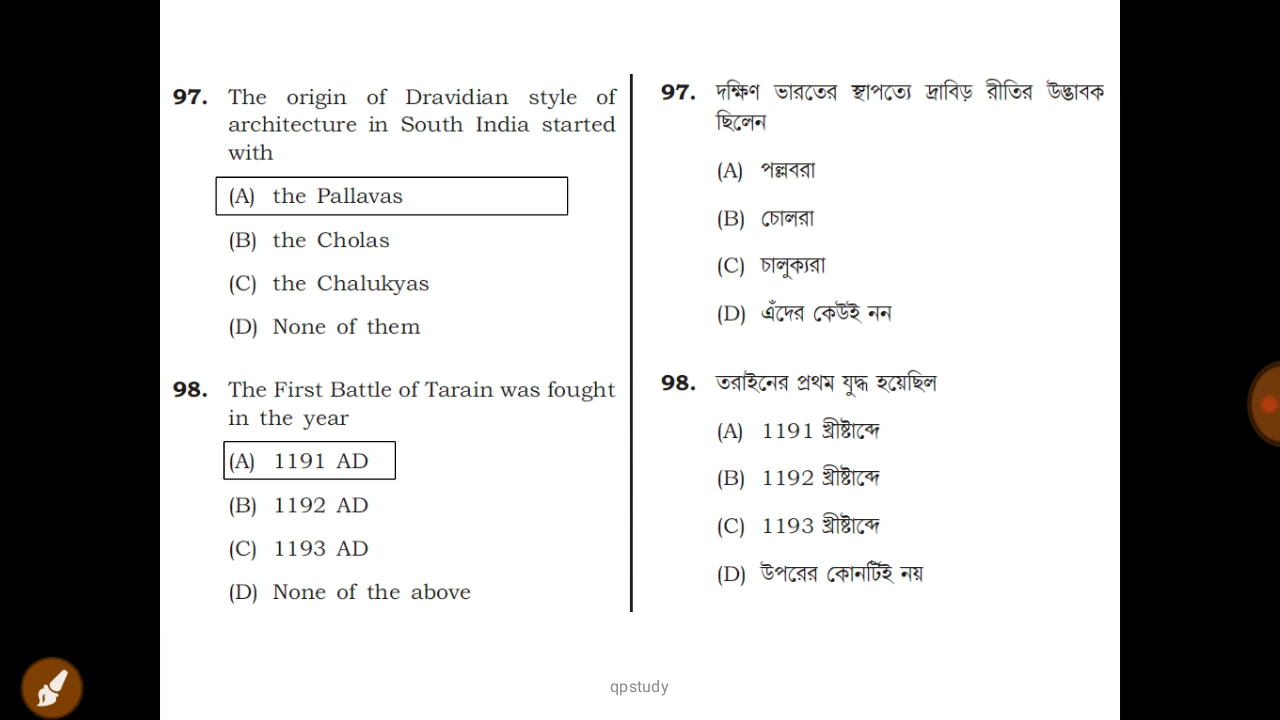 97. The origin of Dravidian style of
architecture in South India started
with
(A) the Pallavas
(B) the Cholas
(C) the Chalukyas
(D) None of them
98. The First Battle of Tarain was fought
in the year
(A) 1191 AD
(B) 1192 AD
(C) 1193 AD
(D) None of the above
97. দক্ষিণ ভারতের স্থাপত্যে দ্রাবিড় রীতির উদ্ভাবক
ছিলেন
(A) পল্লবরা
(B) চোলরা
(C) চালুক্যরা
(D) এঁদের কেউই নন
98. তরাইনের প্রথম যুদ্ধ হয়েছিল
(A) 1191 খ্রীষ্টাব্দে
(B) 1192 খ্রীষ্টাব্দে
(C) 1193 খ্রীষ্টাব্দে
(D) উপরের কোনটিই নয়
qpstudy